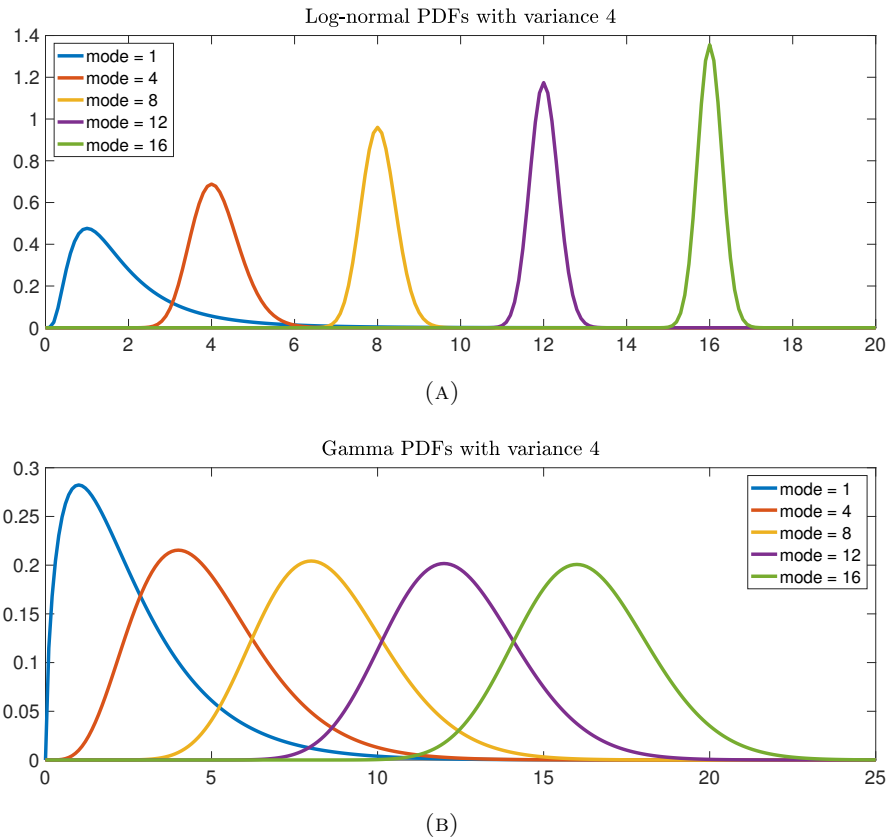 Log-normal PDFs with variance 4
1.4
1.2
1
0.8
0.6
0.4
0.2
0
mode = 1
mode = 4
mode = 8
mode = 12
mode = 16
0 2 4 6 8 10 12 14 16 18 20
(A)
Gamma PDFs with variance 4
0.3
0.25
0.2
0.15
0.1
0.05
0
mode = 1
mode = 4
mode = 8
mode = 12
mode = 16
0 5 10 15 20 25
(B)